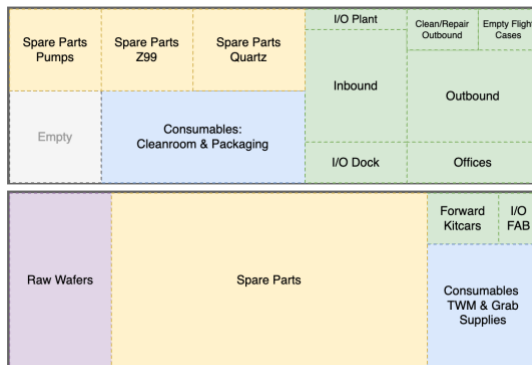 Spare Parts
Pumps
Spare Parts
Z99
Spare Parts
Quartz
I/O Plant
Clean/Repair
Outbound
Empty Flight
Cases
Inbound
Outbound
Empty
Consumables:
Cleanroom & Packaging
I/O Dock
Offices
Raw Wafers
Spare Parts
Forward
Kitcars
I/O
FAB
Consumables
TWM & Grab
Supplies